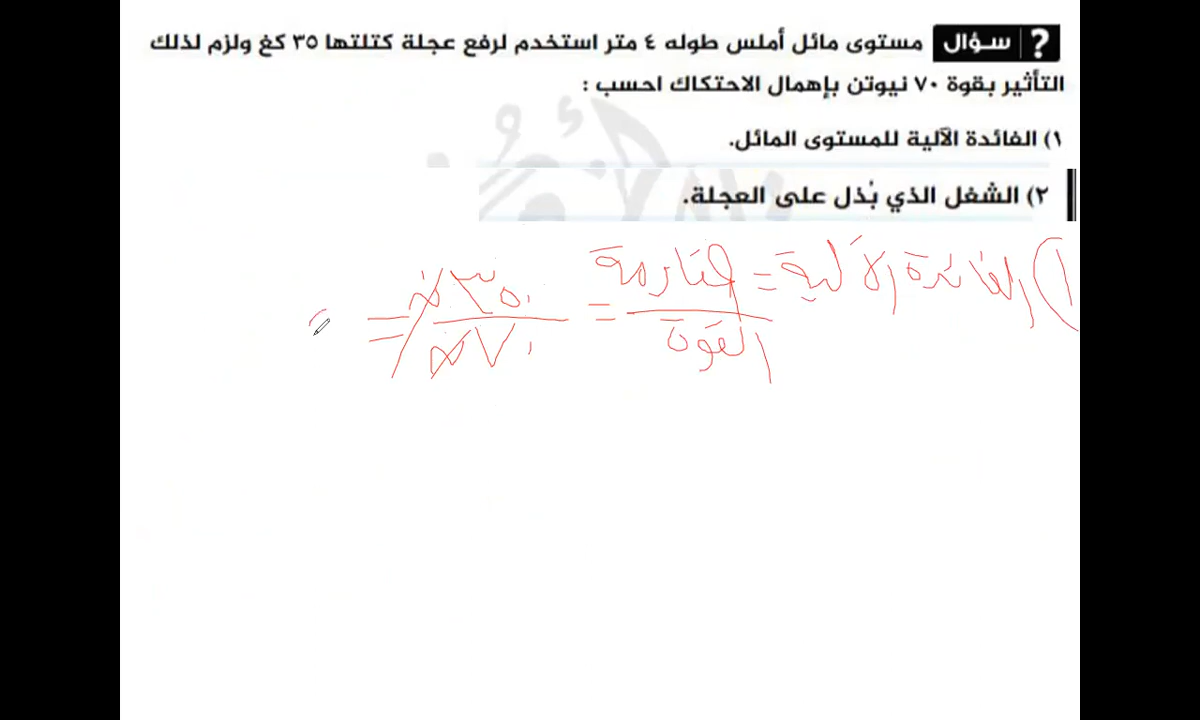 ? سؤال مستوى مائل أملس طوله ٤ متر استخدم لرفع عجلة كتلتها ٣٥ كغ ولزم لذلك
التأثير بقوة ٧٠ نيوتن بإهمال الاحتكاك احسب :
١) الفائدة الآلية للمستوى المائل.
٢) الشغل الذي بُذل على العجلة.
١) الفائدة الآلية = المقاومة / القوة = ٣٥٠ / ٧٠ =